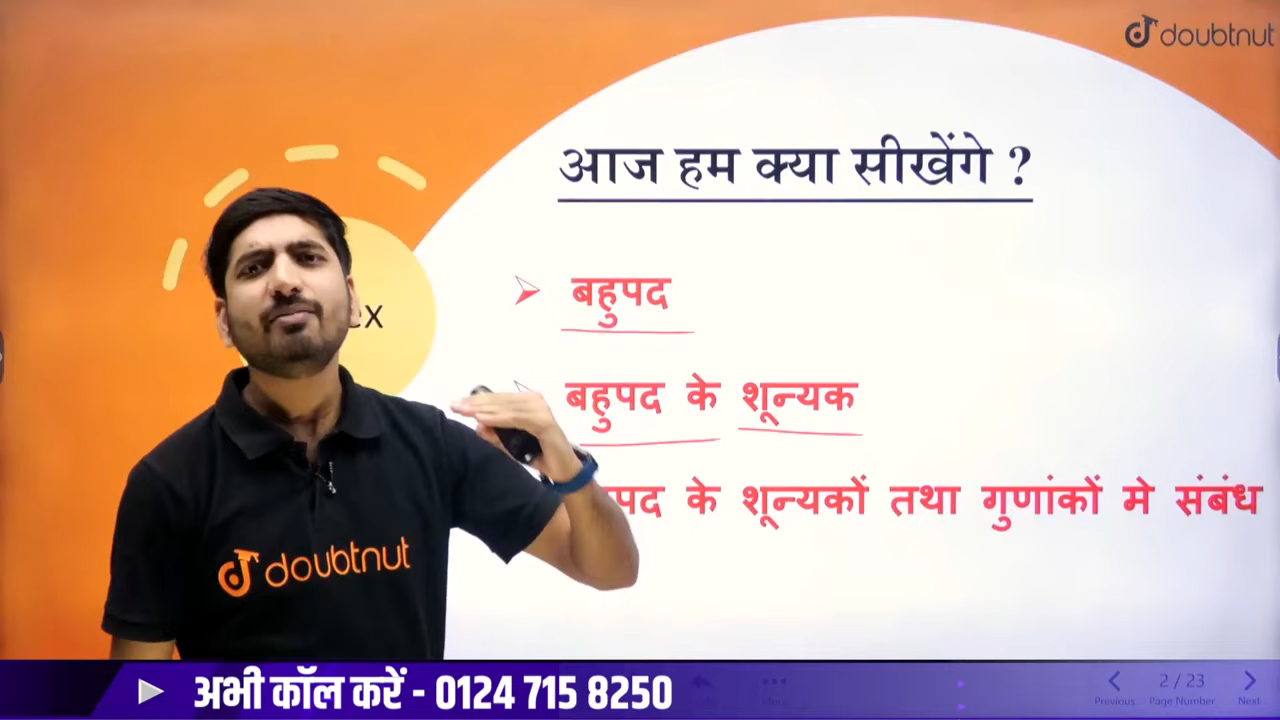 doubtnut
आज हम क्या सीखेंगे ?
बहुपद
बहुपद के शून्यक
के शून्यकों तथा गुणांकों मे संबंध
doubtnut
अभी कॉल करें - 0124 715 8250
2 / 23
Previous Page Number Next